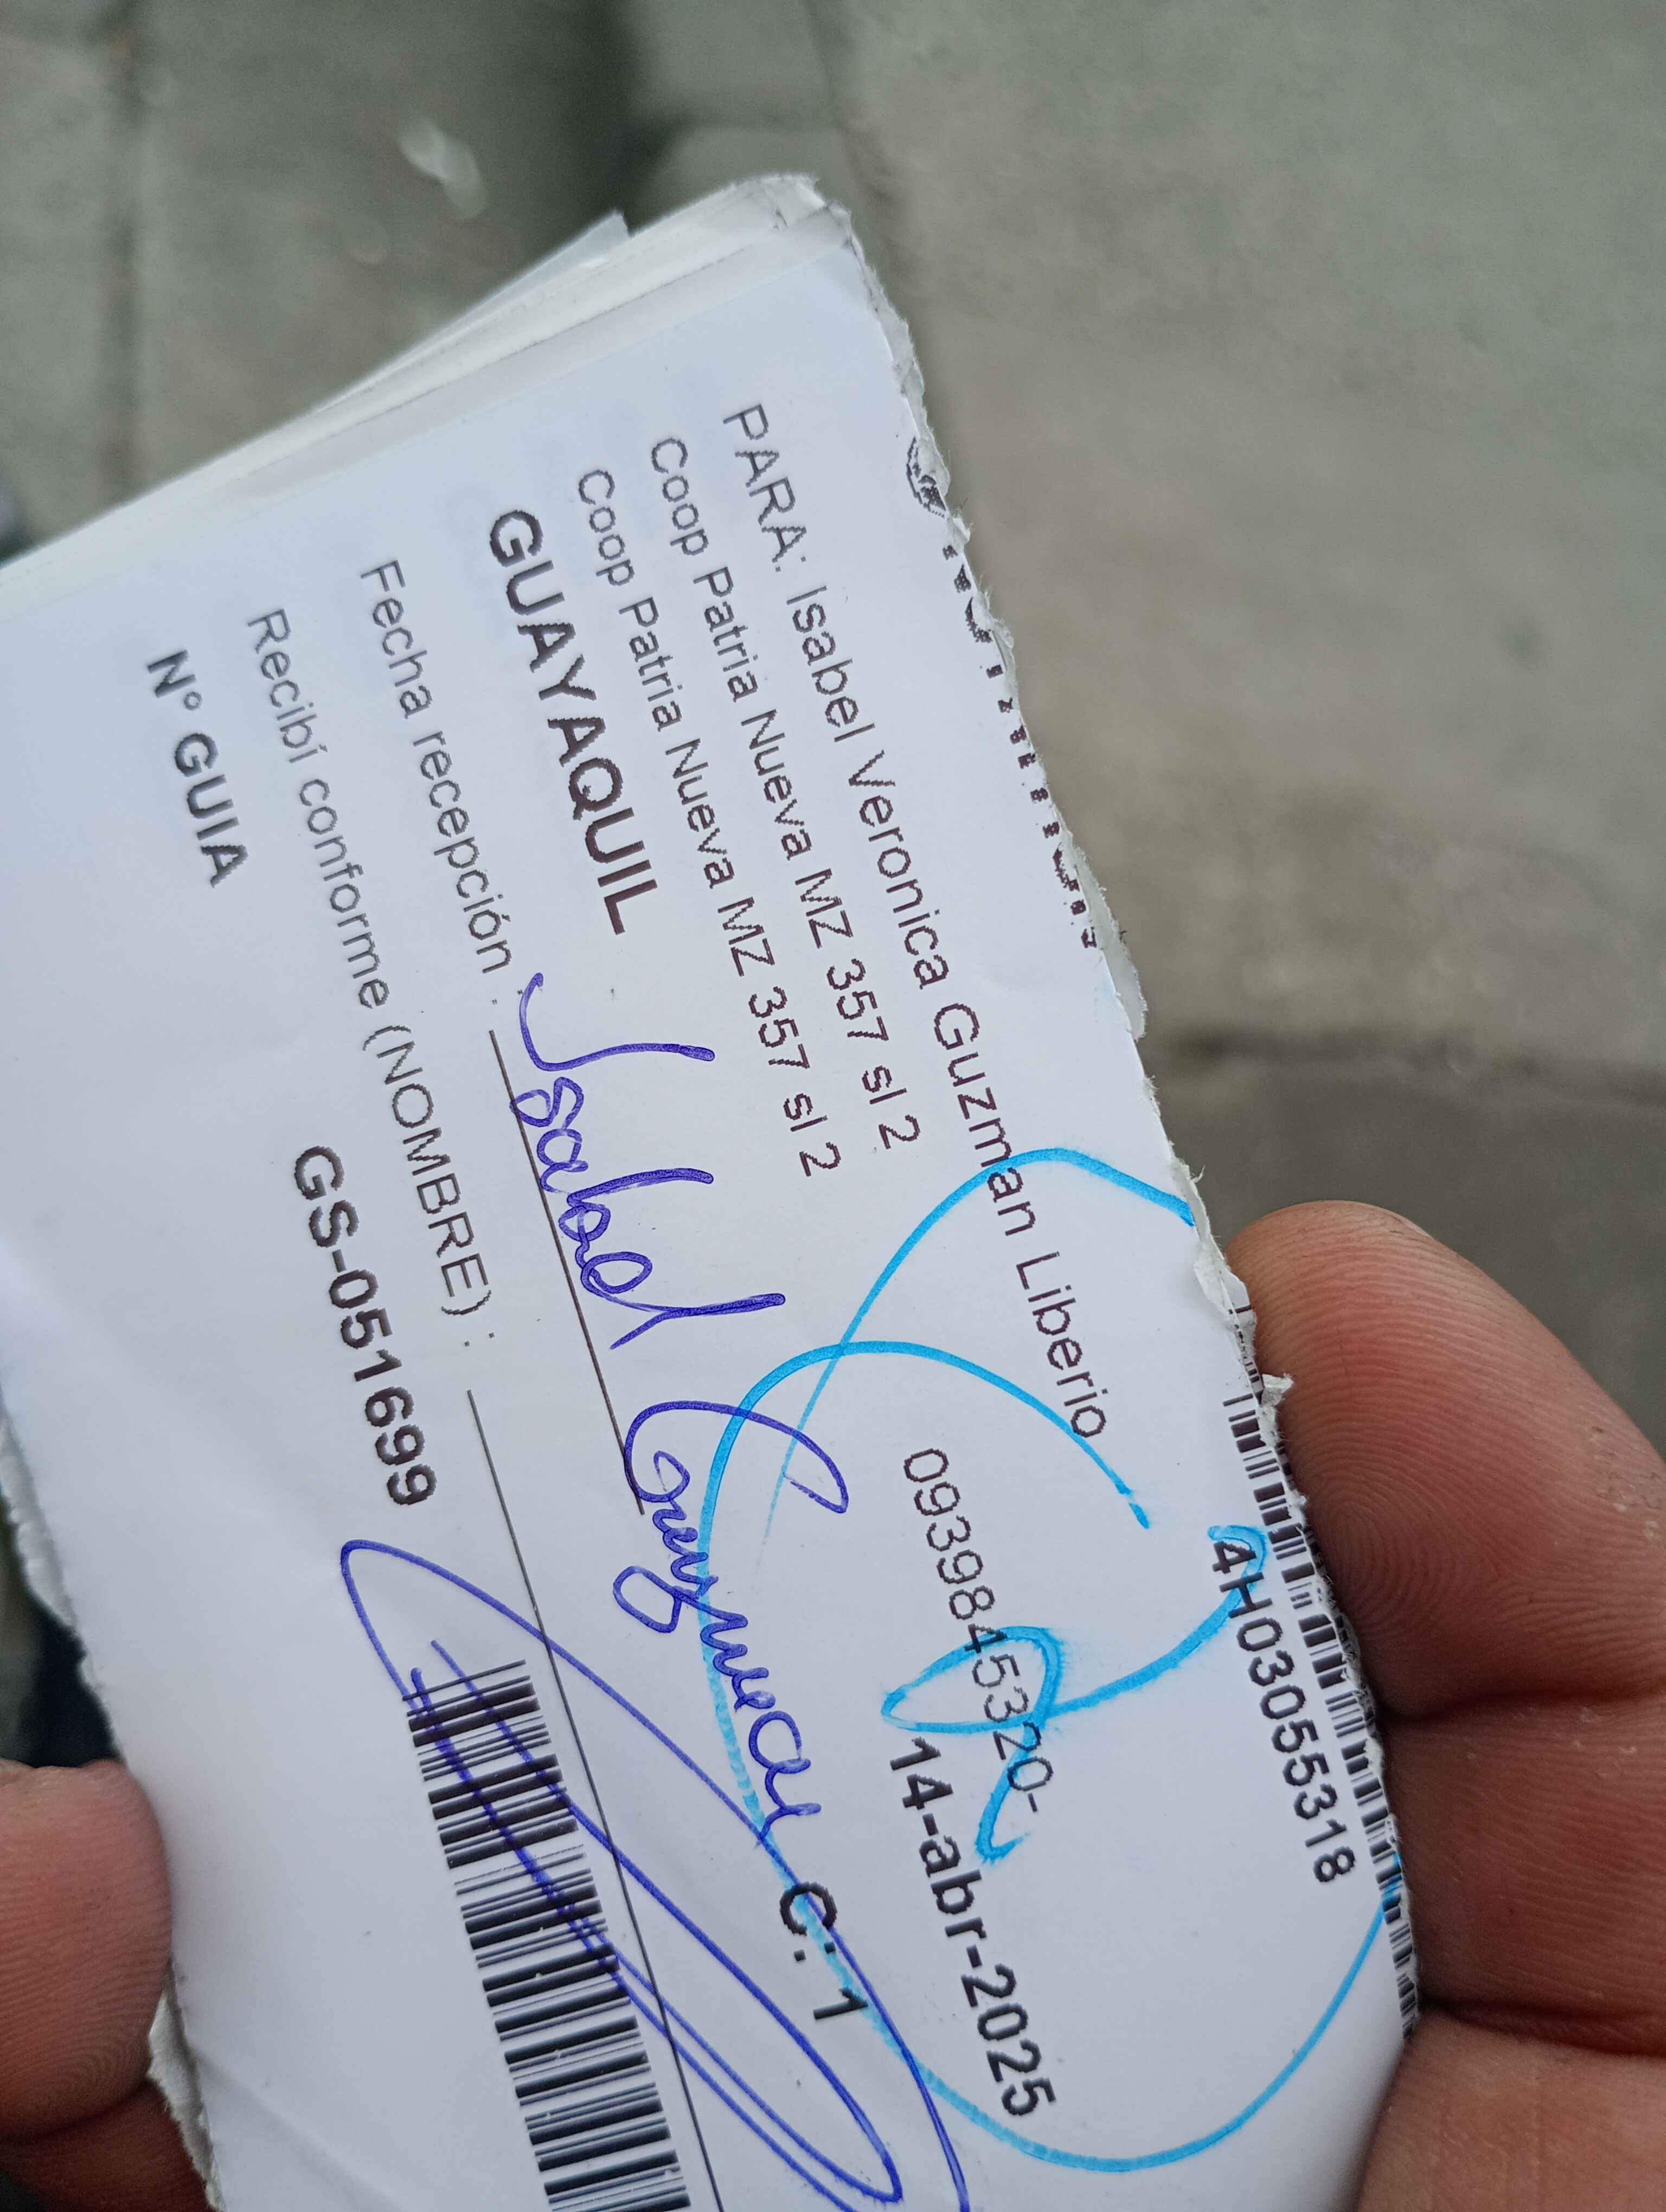 4H03055318
PARA: Isabel Veronica Guzman Liberio
Coop Patria Nueva MZ 357 sl 2 0939845320-
Coop Patria Nueva MZ 357 sl 2 14-abr-2025
GUAYAQUIL C. 1
Fecha recepción : Isabel Guzman
Recibí conforme (NOMBRE) :
N° GUIA GS-051699